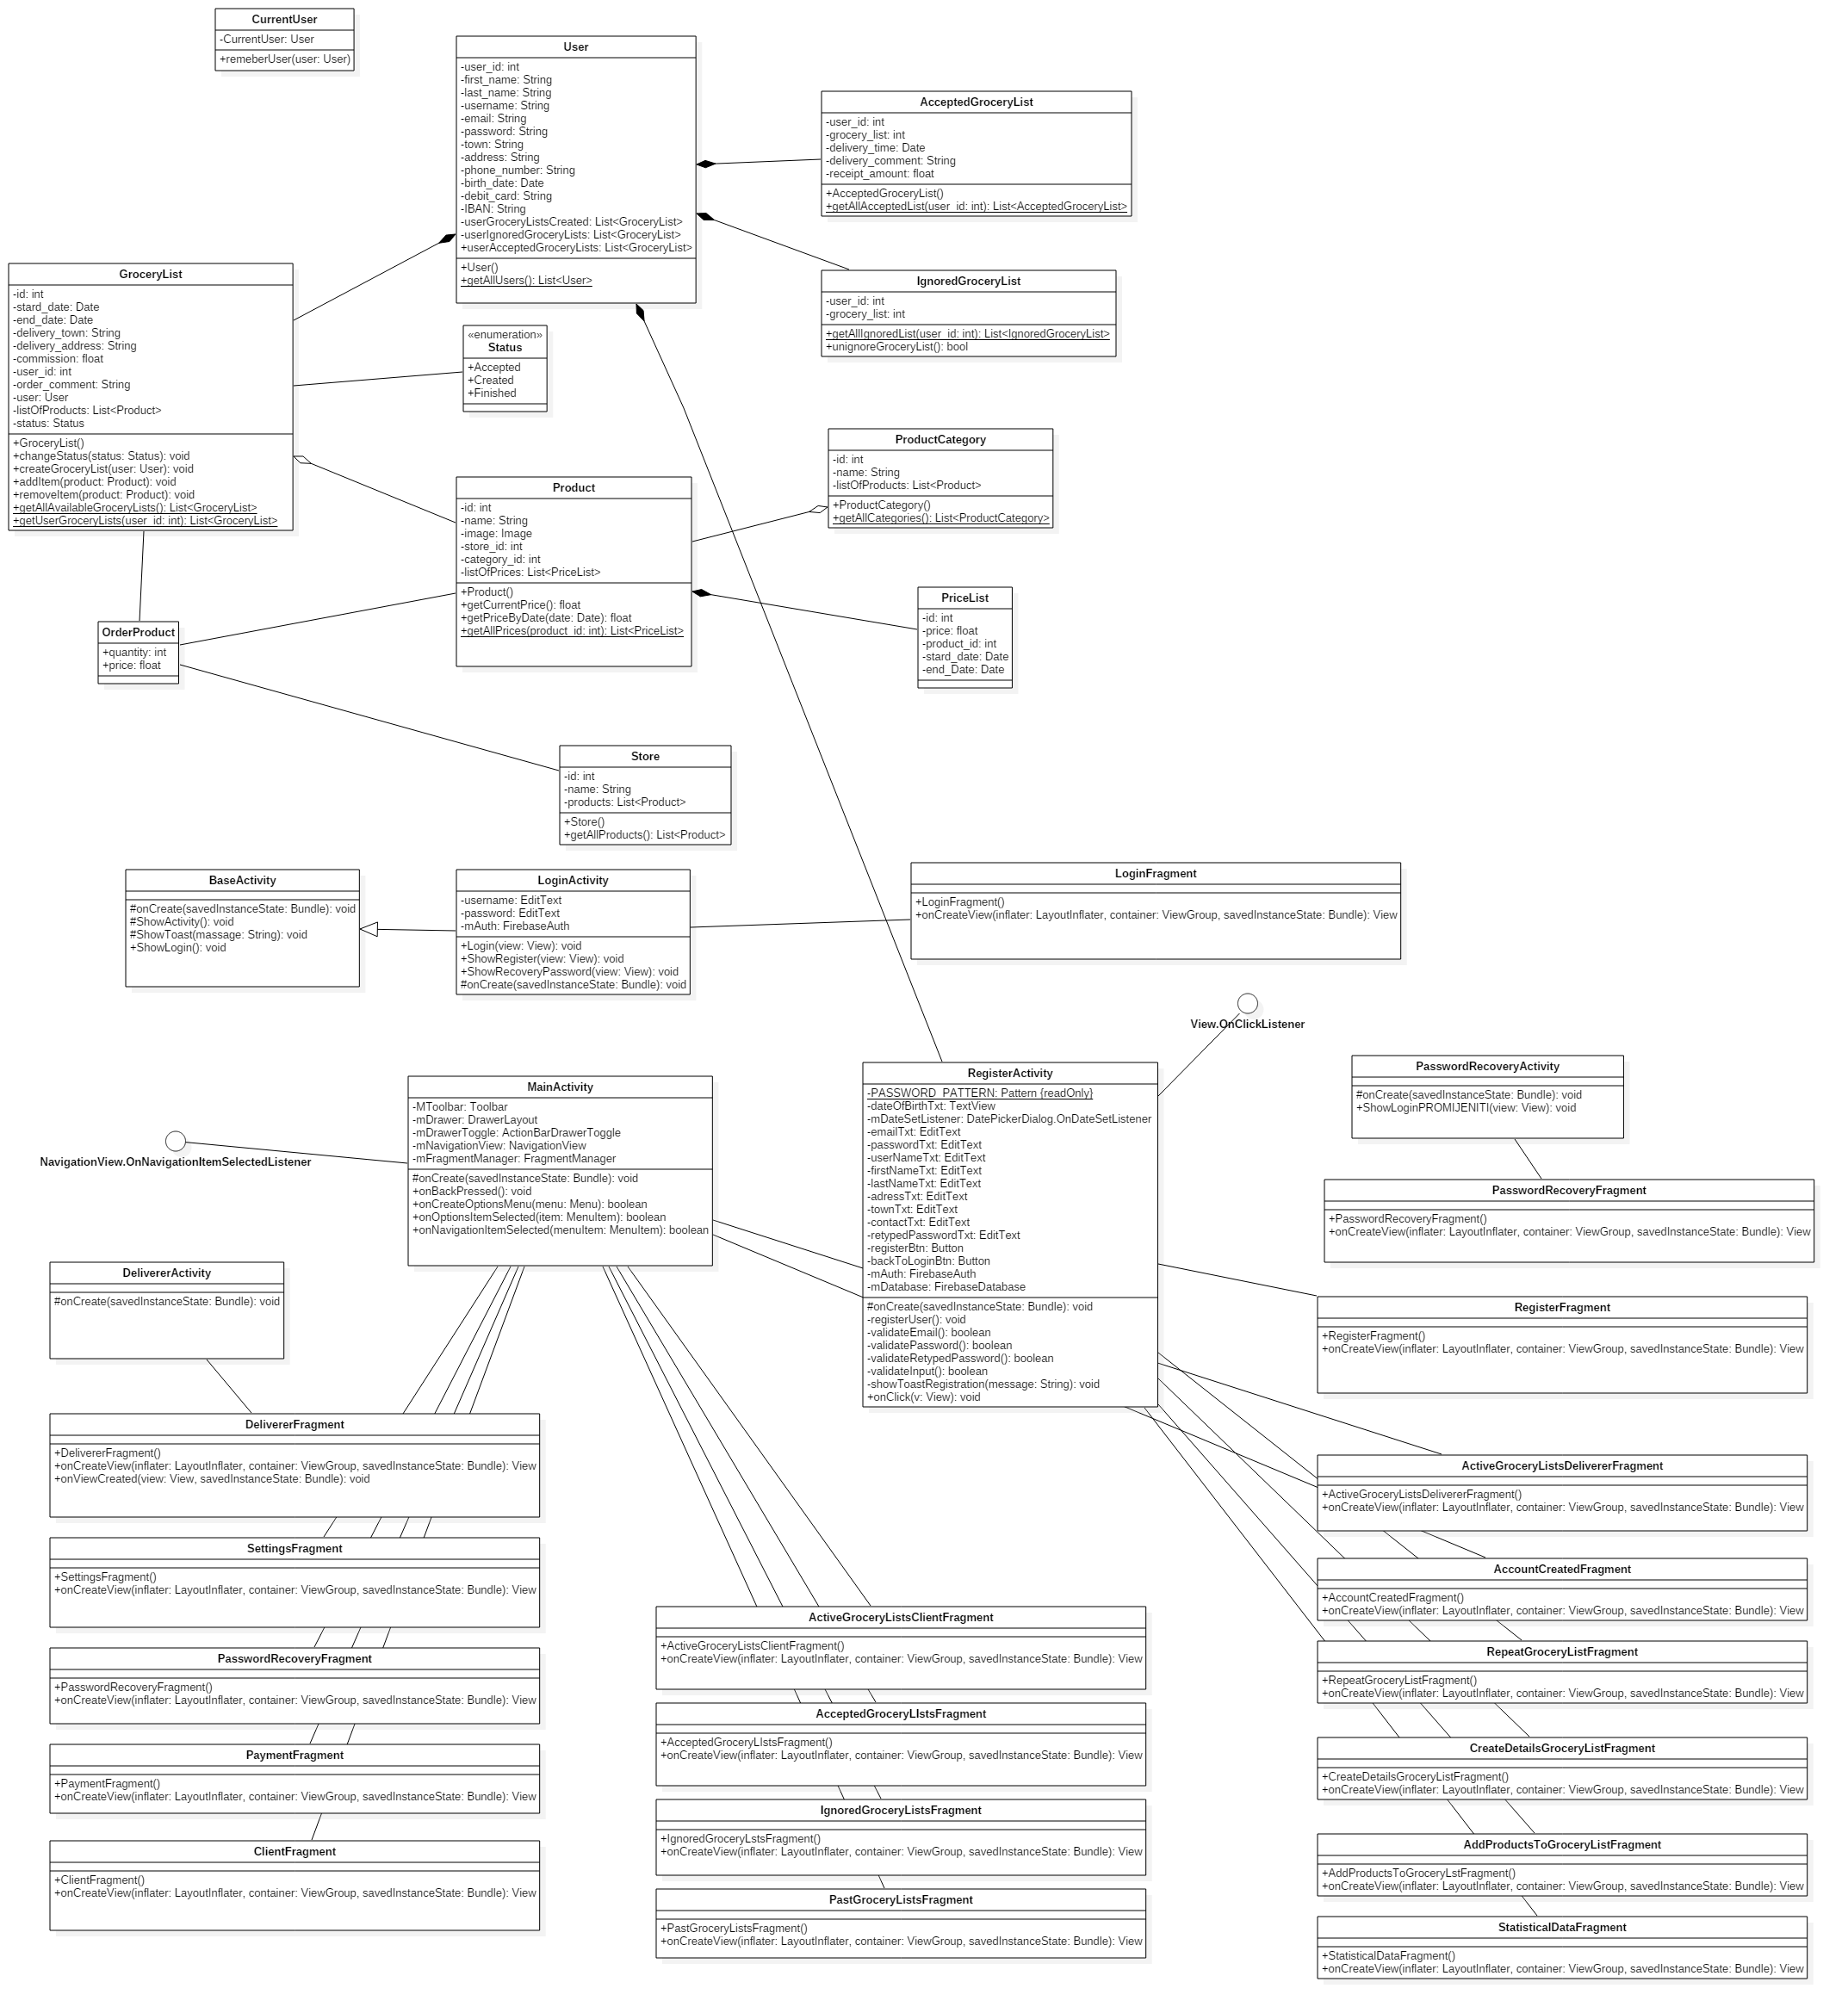 CurrentUser
-CurrentUser: User
+remeberUser(user: User)
User
-user_id: int
-first_name: String
-last_name: String
-username: String
-email: String
-password: String
-town: String
-address: String
-phone_number: String
-birth_date: Date
-debit_card: String
-IBAN: String
-userGroceryListsCreated: List<GroceryList>
-userIgnoredGroceryLists: List<GroceryList>
+userAcceptedGroceryLists: List<GroceryList>
+User()
+getAllUsers(): List<User>
AcceptedGroceryList
-user_id: int
-grocery_list: int
-delivery_time: Date
-delivery_comment: String
-receipt_amount: float
+AcceptedGroceryList()
+getAllAcceptedList(user_id: int): List<AcceptedGroceryList>
IgnoredGroceryList
-user_id: int
-grocery_list: int
+getAllIgnoredList(user_id: int): List<IgnoredGroceryList>
+unignoreGroceryList(): bool
GroceryList
-id: int
-stard_date: Date
-end_date: Date
-delivery_town: String
-delivery_address: String
-commission: float
-user_id: int
-order_comment: String
-user: User
-listOfProducts: List<Product>
-status: Status
+GroceryList()
+changeStatus(status: Status): void
+createGroceryList(user: User): void
+addItem(product: Product): void
+removeItem(product: Product): void
+getAllAvailableGroceryLists(): List<GroceryList>
+getUserGroceryLists(user_id: int): List<GroceryList>
«enumeration»
Status
+Accepted
+Created
+Finished
ProductCategory
-id: int
-name: String
-listOfProducts: List<Product>
+ProductCategory()
+getAllCategories(): List<ProductCategory>
Product
-id: int
-name: String
-image: Image
-store_id: int
-category_id: int
-listOfPrices: List<PriceList>
+Product()
+getCurrentPrice(): float
+getPriceByDate(date: Date): float
+getAllPrices(product_id: int): List<PriceList>
PriceList
-id: int
-price: float
-product_id: int
-stard_date: Date
-end_Date: Date
OrderProduct
+quantity: int
+price: float
Store
-id: int
-name: String
-products: List<Product>
+Store()
+getAllProducts(): List<Product>
BaseActivity
#onCreate(savedInstanceState: Bundle): void
#ShowActivity(): void
#ShowToast(massage: String): void
+ShowLogin(): void
LoginActivity
-username: EditText
-password: EditText
-mAuth: FirebaseAuth
+Login(view: View): void
+ShowRegister(view: View): void
+ShowRecoveryPassword(view: View): void
#onCreate(savedInstanceState: Bundle): void
LoginFragment
+LoginFragment()
+onCreateView(inflater: LayoutInflater, container: ViewGroup, savedInstanceState: Bundle): View
View.OnClickListener
NavigationView.OnNavigationItemSelectedListener
MainActivity
-MToolbar: Toolbar
-mDrawer: DrawerLayout
-mDrawerToggle: ActionBarDrawerToggle
-mNavigationView: NavigationView
-mFragmentManager: FragmentManager
#onCreate(savedInstanceState: Bundle): void
+onBackPressed(): void
+onCreateOptionsMenu(menu: Menu): boolean
+onOptionsItemSelected(item: MenuItem): boolean
+onNavigationItemSelected(menuItem: MenuItem): boolean
RegisterActivity
-PASSWORD_PATTERN: Pattern {readOnly}
-dateOfBirthTxt: TextView
-mDateSetListener: DatePickerDialog.OnDateSetListener
-emailTxt: EditText
-passwordTxt: EditText
-userNameTxt: EditText
-firstNameTxt: EditText
-lastNameTxt: EditText
-adressTxt: EditText
-townTxt: EditText
-contactTxt: EditText
-retypedPasswordTxt: EditText
-registerBtn: Button
-backToLoginBtn: Button
-mAuth: FirebaseAuth
-mDatabase: FirebaseDatabase
#onCreate(savedInstanceState: Bundle): void
-registerUser(): void
-validateEmail(): boolean
-validatePassword(): boolean
-validateRetypedPassword(): boolean
-validateInput(): boolean
-showToastRegistration(message: String): void
+onClick(v: View): void
PasswordRecoveryActivity
#onCreate(savedInstanceState: Bundle): void
+ShowLoginPROMIJENITI(view: View): void
PasswordRecoveryFragment
+PasswordRecoveryFragment()
+onCreateView(inflater: LayoutInflater, container: ViewGroup, savedInstanceState: Bundle): View
RegisterFragment
+RegisterFragment()
+onCreateView(inflater: LayoutInflater, container: ViewGroup, savedInstanceState: Bundle): View
DelivererActivity
#onCreate(savedInstanceState: Bundle): void
DelivererFragment
+DelivererFragment()
+onCreateView(inflater: LayoutInflater, container: ViewGroup, savedInstanceState: Bundle): View
+onViewCreated(view: View, savedInstanceState: Bundle): void
SettingsFragment
+SettingsFragment()
+onCreateView(inflater: LayoutInflater, container: ViewGroup, savedInstanceState: Bundle): View
PasswordRecoveryFragment
+PasswordRecoveryFragment()
+onCreateView(inflater: LayoutInflater, container: ViewGroup, savedInstanceState: Bundle): View
PaymentFragment
+PaymentFragment()
+onCreateView(inflater: LayoutInflater, container: ViewGroup, savedInstanceState: Bundle): View
ClientFragment
+ClientFragment()
+onCreateView(inflater: LayoutInflater, container: ViewGroup, savedInstanceState: Bundle): View
ActiveGroceryListsClientFragment
+ActiveGroceryListsClientFragment()
+onCreateView(inflater: LayoutInflater, container: ViewGroup, savedInstanceState: Bundle): View
AcceptedGroceryLIstsFragment
+AcceptedGroceryLIstsFragment()
+onCreateView(inflater: LayoutInflater, container: ViewGroup, savedInstanceState: Bundle): View
IgnoredGroceryListsFragment
+IgnoredGroceryLstsFragment()
+onCreateView(inflater: LayoutInflater, container: ViewGroup, savedInstanceState: Bundle): View
PastGroceryListsFragment
+PastGroceryListsFragment()
+onCreateView(inflater: LayoutInflater, container: ViewGroup, savedInstanceState: Bundle): View
ActiveGroceryListsDelivererFragment
+ActiveGroceryListsDelivererFragment()
+onCreateView(inflater: LayoutInflater, container: ViewGroup, savedInstanceState: Bundle): View
AccountCreatedFragment
+AccountCreatedFragment()
+onCreateView(inflater: LayoutInflater, container: ViewGroup, savedInstanceState: Bundle): View
RepeatGroceryListFragment
+RepeatGroceryListFragment()
+onCreateView(inflater: LayoutInflater, container: ViewGroup, savedInstanceState: Bundle): View
CreateDetailsGroceryListFragment
+CreateDetailsGroceryListFragment()
+onCreateView(inflater: LayoutInflater, container: ViewGroup, savedInstanceState: Bundle): View
AddProductsToGroceryListFragment
+AddProductsToGroceryLstFragment()
+onCreateView(inflater: LayoutInflater, container: ViewGroup, savedInstanceState: Bundle): View
StatisticalDataFragment
+StatisticalDataFragment()
+onCreateView(inflater: LayoutInflater, container: ViewGroup, savedInstanceState: Bundle): View